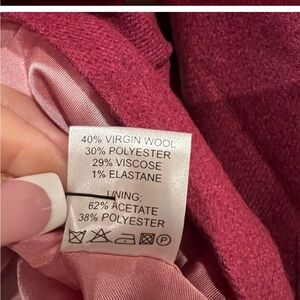 40% VIRGIN WOOL
30% POLYESTER
29% VISCOSE
1% ELASTANE
LINING:
62% ACETATE
38% POLYESTER
P